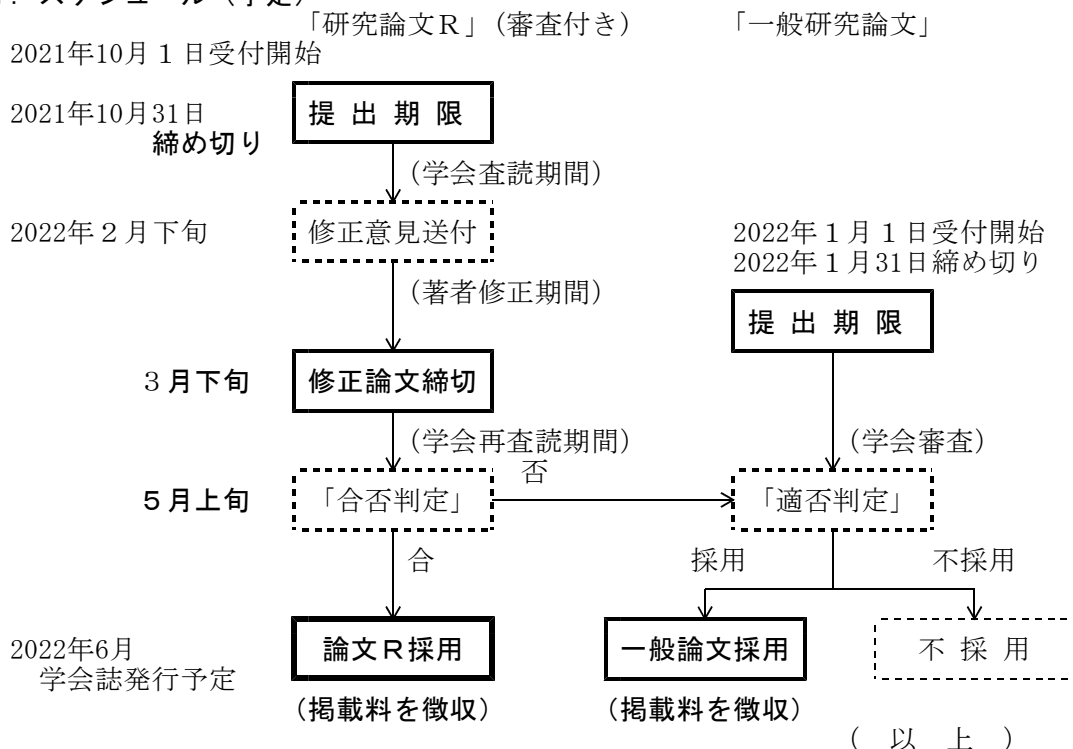 スケジュール（予定）
「研究論文Ｒ」（審査付き）
「一般研究論文」
2021年10月１日受付開始
2021年10月31日
締め切り
提 出 期 限
（学会査読期間）
2022年２月下旬
修正意見送付
2022年１月１日受付開始
2022年１月31日締め切り
（著者修正期間）
提 出 期 限
３月下旬
修正論文締切
（学会再査読期間）
（学会審査）
否
５月上旬
「合否判定」
「適否判定」
合
採用
不採用
2022年6月
学会誌発行予定
論文Ｒ採用
一般論文採用
不 採 用
（掲載料を徴収）
（掲載料を徴収）
（ 以 上 ）